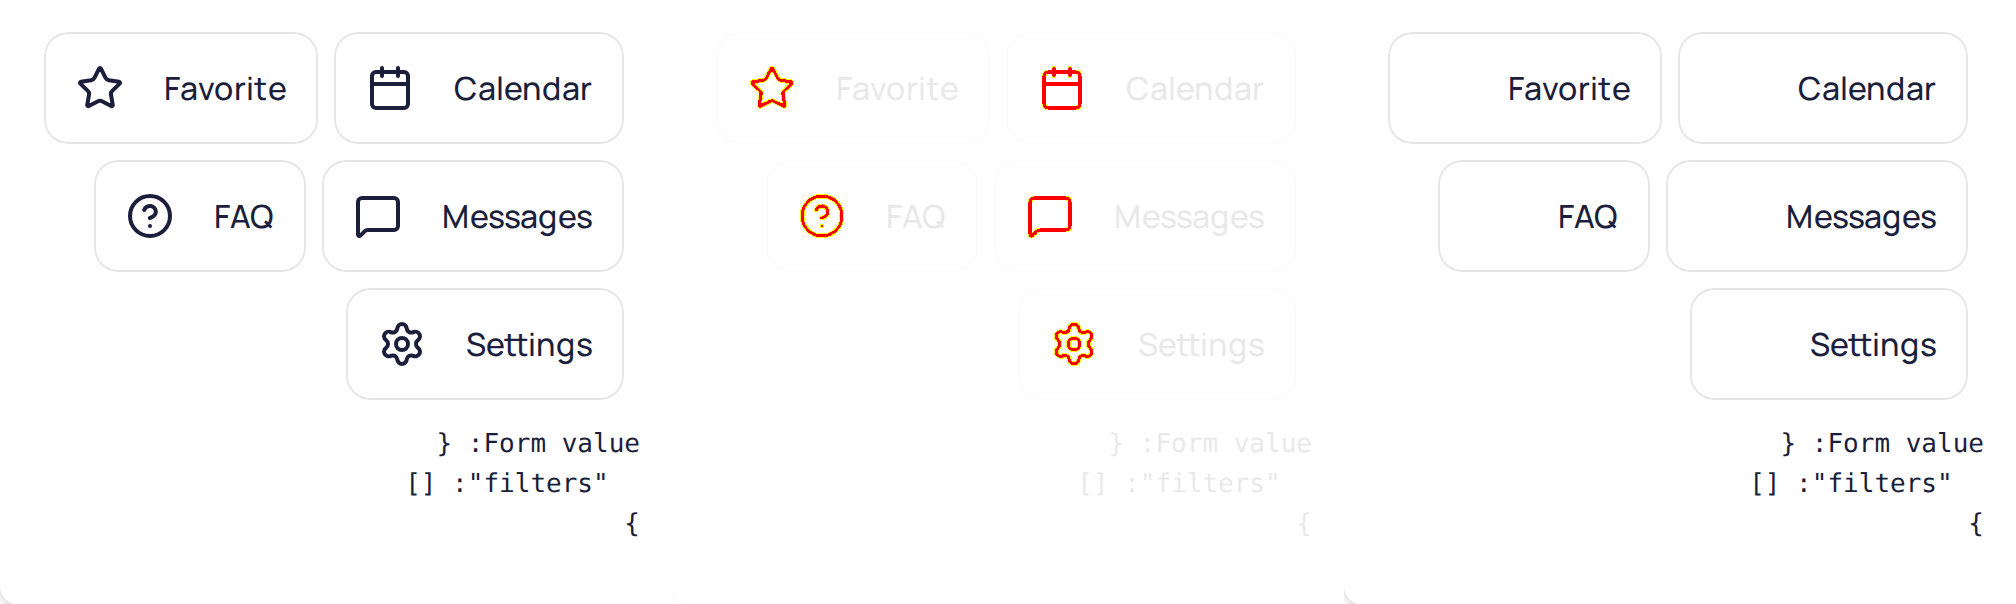 Favorite Calendar
FAQ Messages
Settings
} :Form value
[] :"filters"
{
Favorite Calendar
FAQ Messages
Settings
} :Form value
[] :"filters"
{
Favorite Calendar
FAQ Messages
Settings
} :Form value
[] :"filters"
{